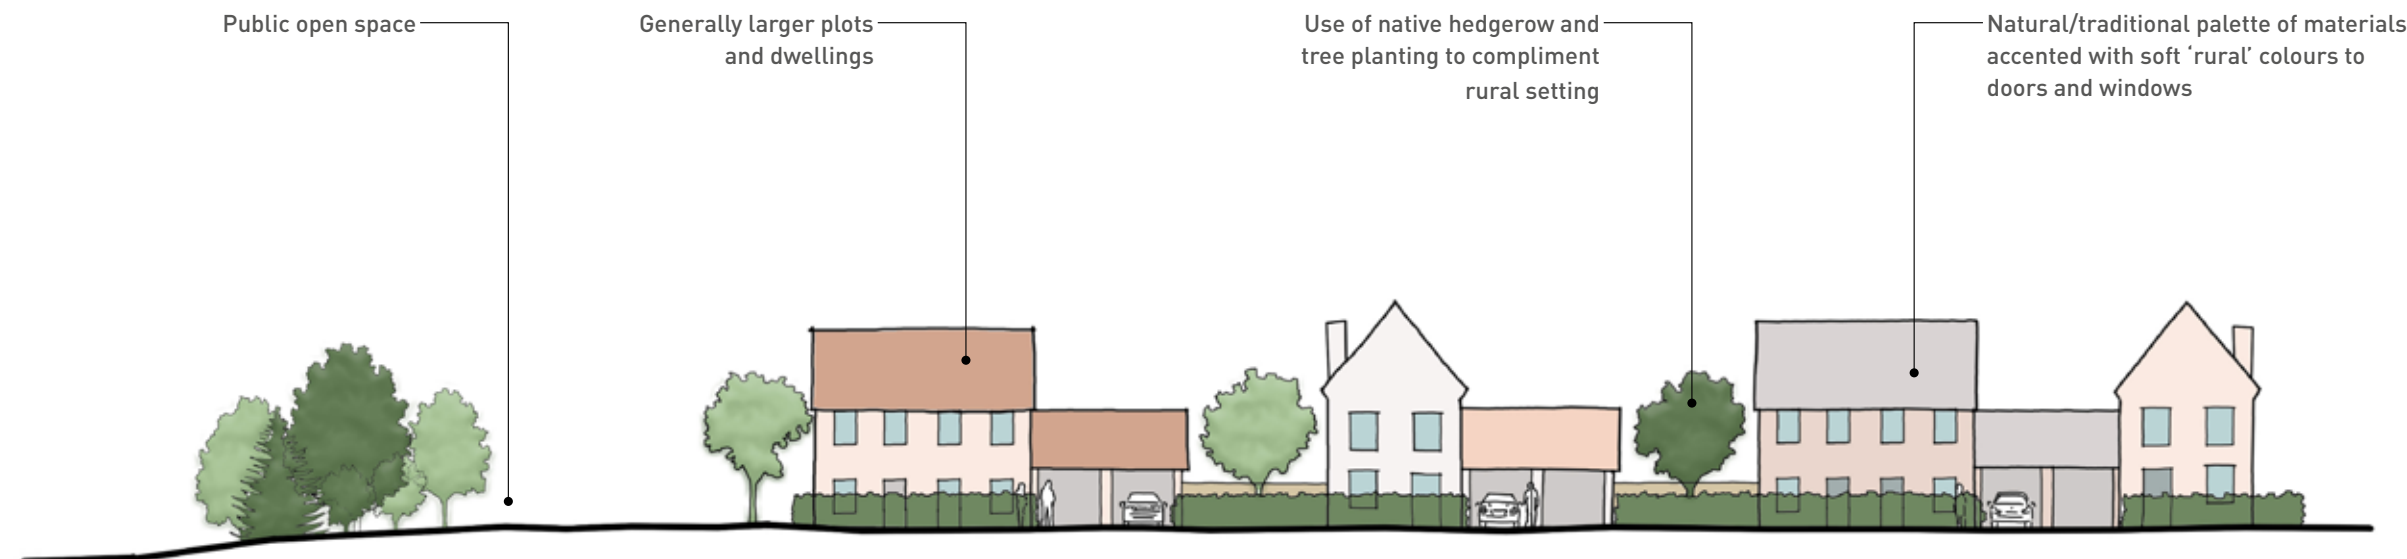 Public open space
Generally larger plots
and dwellings
Use of native hedgerow and
tree planting to compliment
rural setting
Natural/traditional palette of materials
accented with soft ‘rural’ colours to
doors and windows